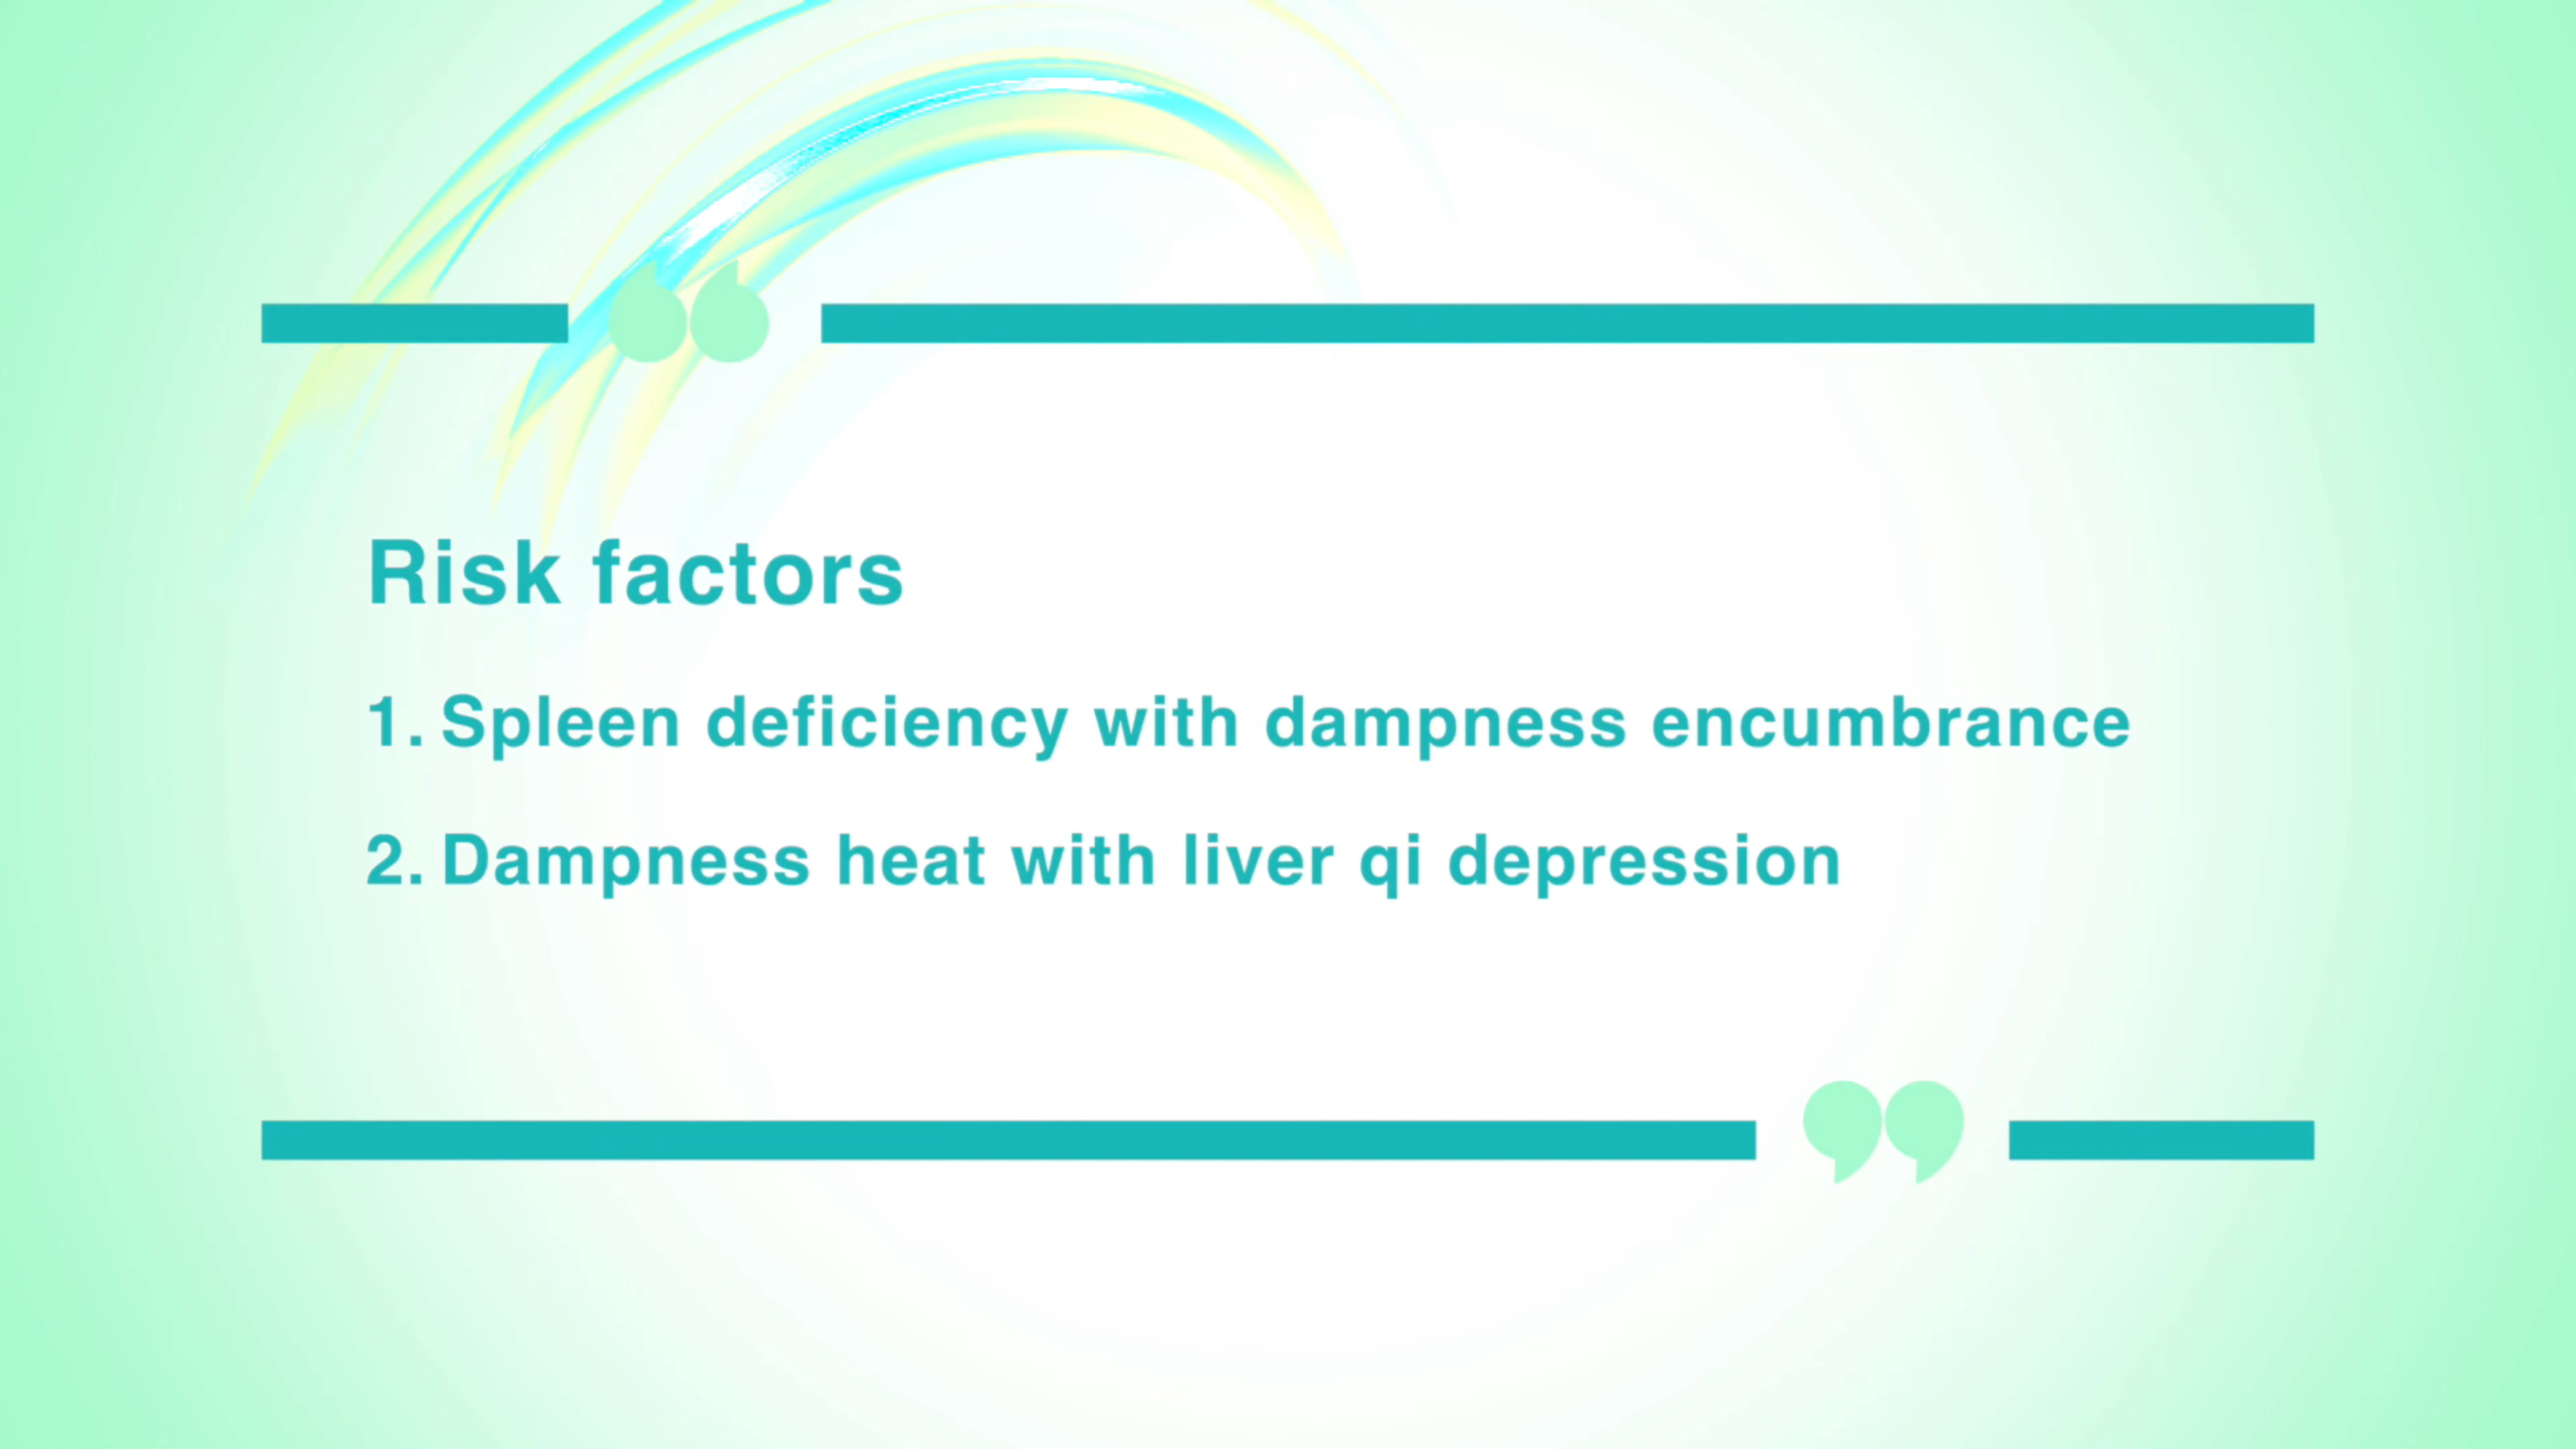 Risk factors
1. Spleen deficiency with dampness encumbrance
2. Dampness heat with liver qi depression